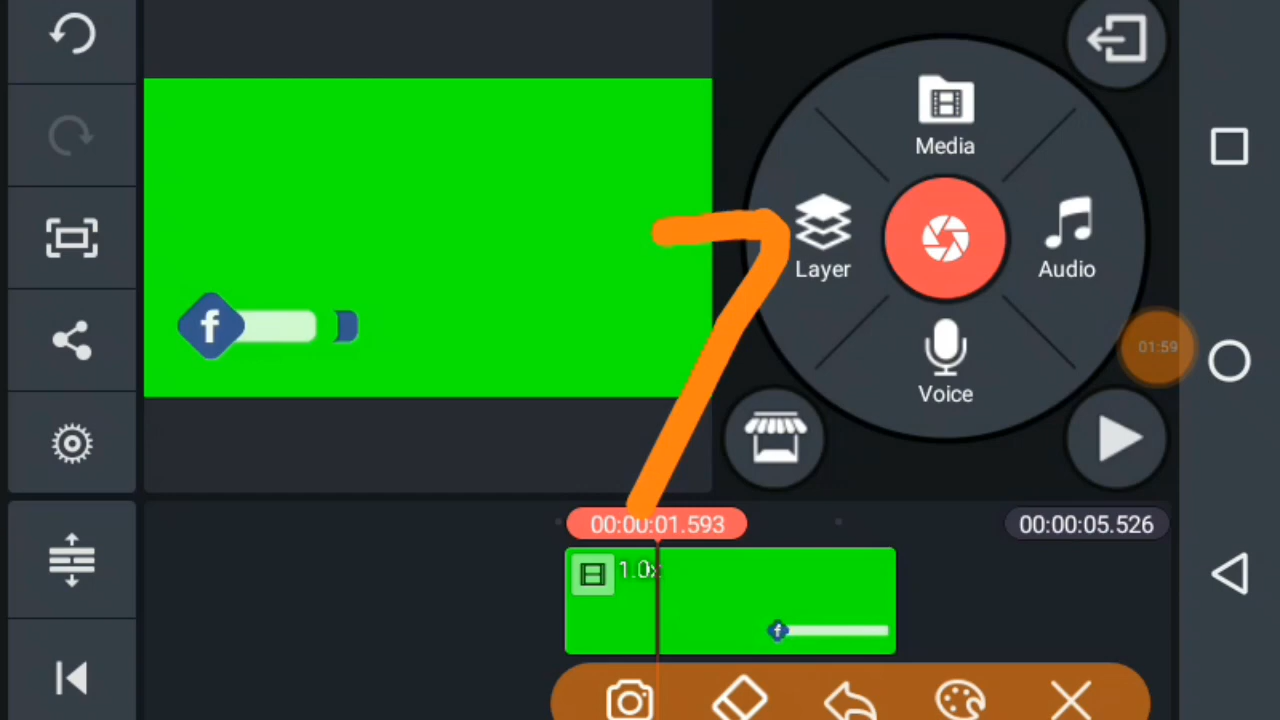 Media
Layer
Audio
Voice
01:59
f
00:00:01.593
00:00:05.526
1.0x
f